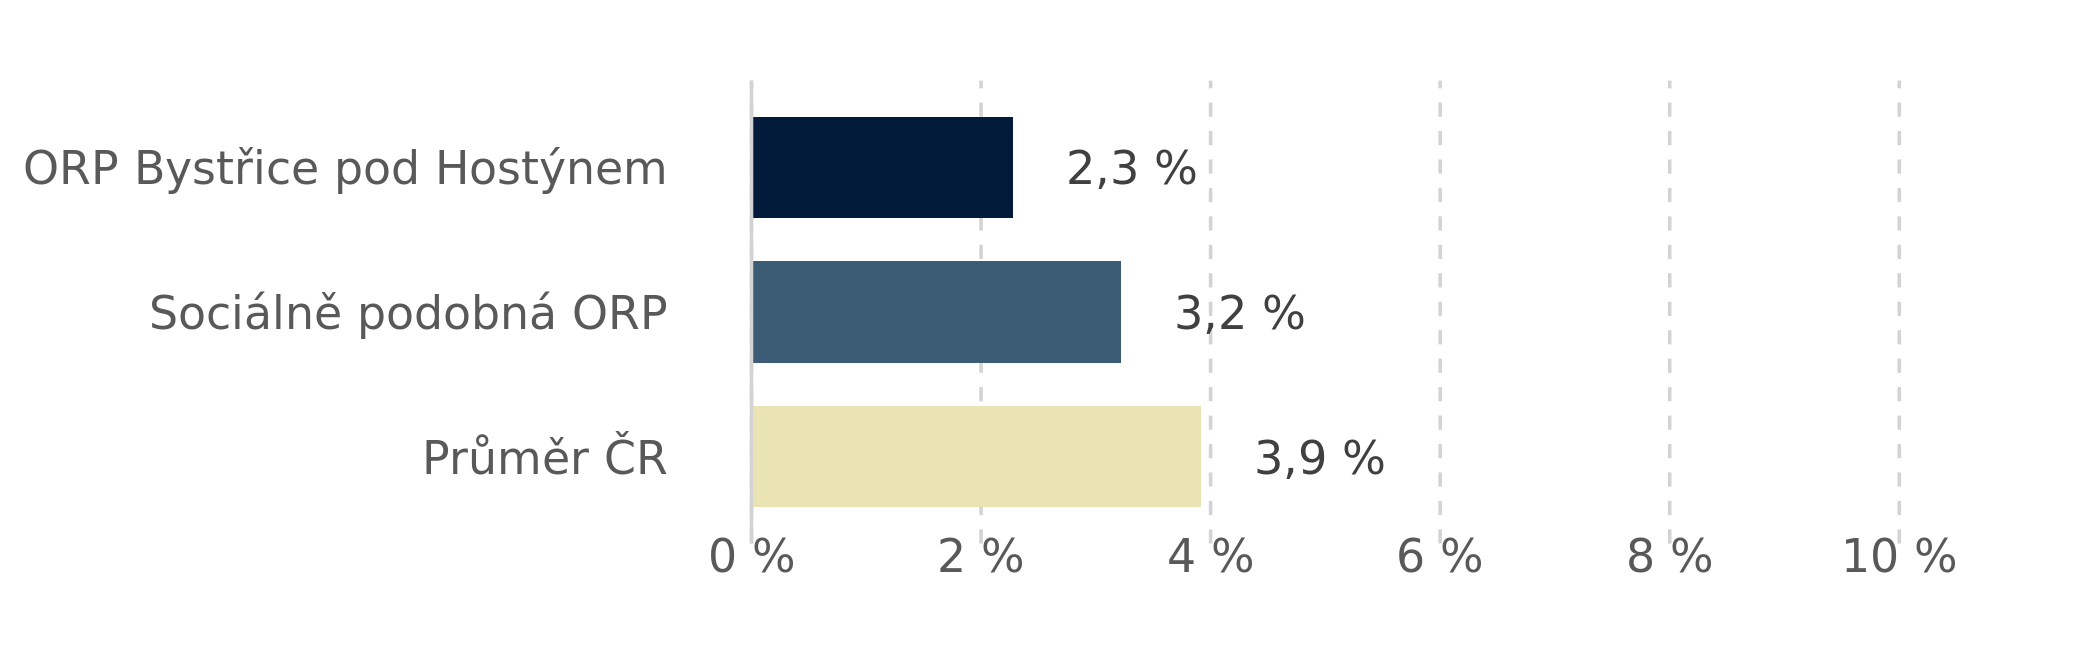 ORP Bystřice pod Hostýnem 2,3 %
Sociálně podobná ORP 3,2 %
Průměr ČR 3,9 %
0 % 2 % 4 % 6 % 8 % 10 %